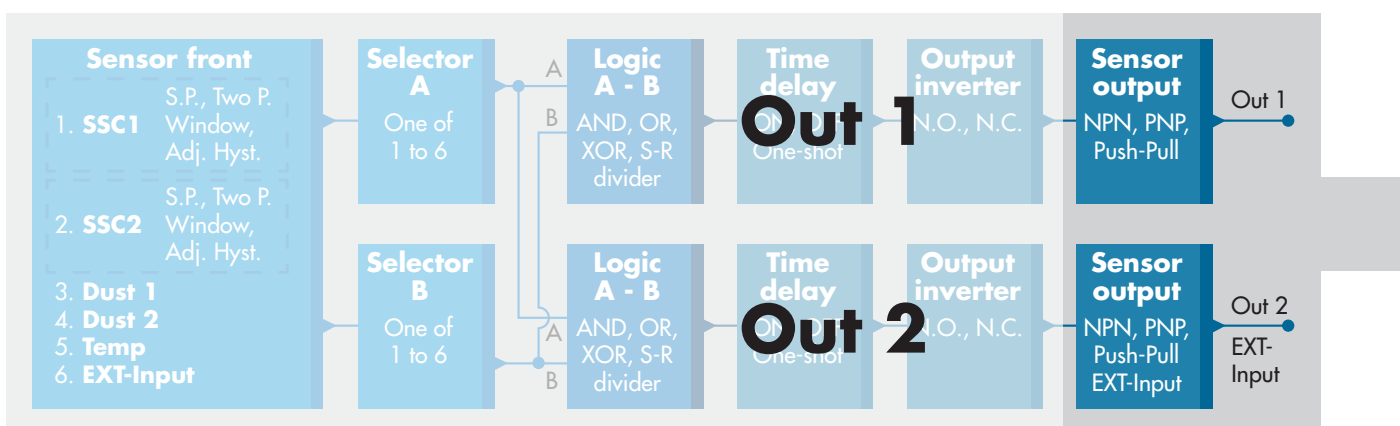 Sensor front
1. SSC1
S.P., Two P.
Window,
Adj. Hyst.
2. SSC2
S.P., Two P.
Window,
Adj. Hyst.
3. Dust 1
4. Dust 2
5. Temp
6. EXT-Input
Selector
A
One of
1 to 6
Selector
B
One of
1 to 6
A
B
Logic
A - B
AND, OR,
XOR, S-R
divider
Time
delay
One-shot
Output
inverter
N.O., N.C.
Out 1
Sensor
output
NPN, PNP,
Push-Pull
Out 1
A
B
Logic
A - B
AND, OR,
XOR, S-R
divider
Time
delay
One-shot
Output
inverter
N.O., N.C.
Out 2
Sensor
output
NPN, PNP,
Push-Pull
EXT-Input
Out 2
EXT-
Input